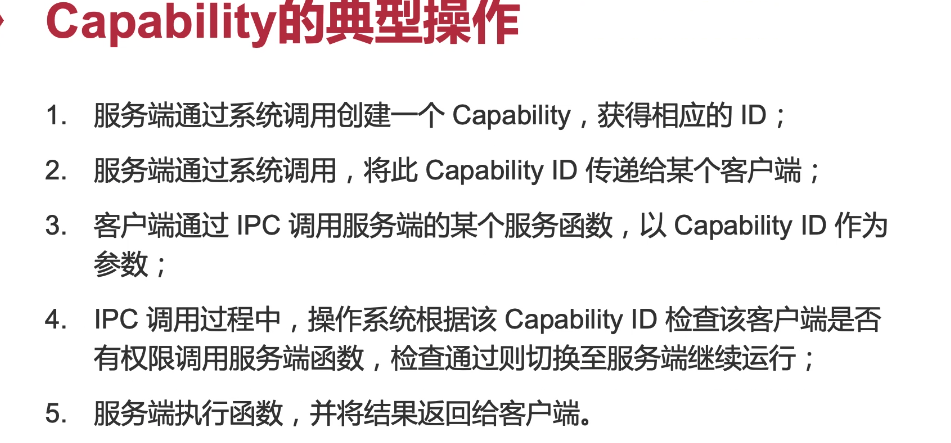 Capability的典型操作
1. 服务端通过系统调用创建一个 Capability，获得相应的 ID；
2. 服务端通过系统调用，将此 Capability ID 传递给某个客户端；
3. 客户端通过 IPC 调用服务端的某个服务函数，以 Capability ID 作为
参数；
4. IPC 调用过程中，操作系统根据该 Capability ID 检查该客户端是否
有权限调用服务端函数，检查通过则切换至服务端继续运行；
5. 服务端执行函数，并将结果返回给客户端。